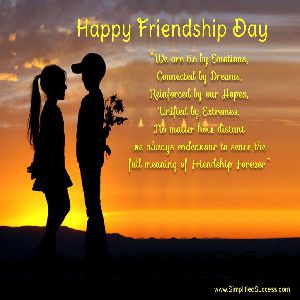 Happy Friendship Day
"We are tie by Emotions,
Connected by Dreams,
Reinforced by our Hopes,
Unified by Extremes,
No matter how distant
we always endeavour to sense the
full meaning of Friendship Forever"
www.SimplifiedSuccess.com